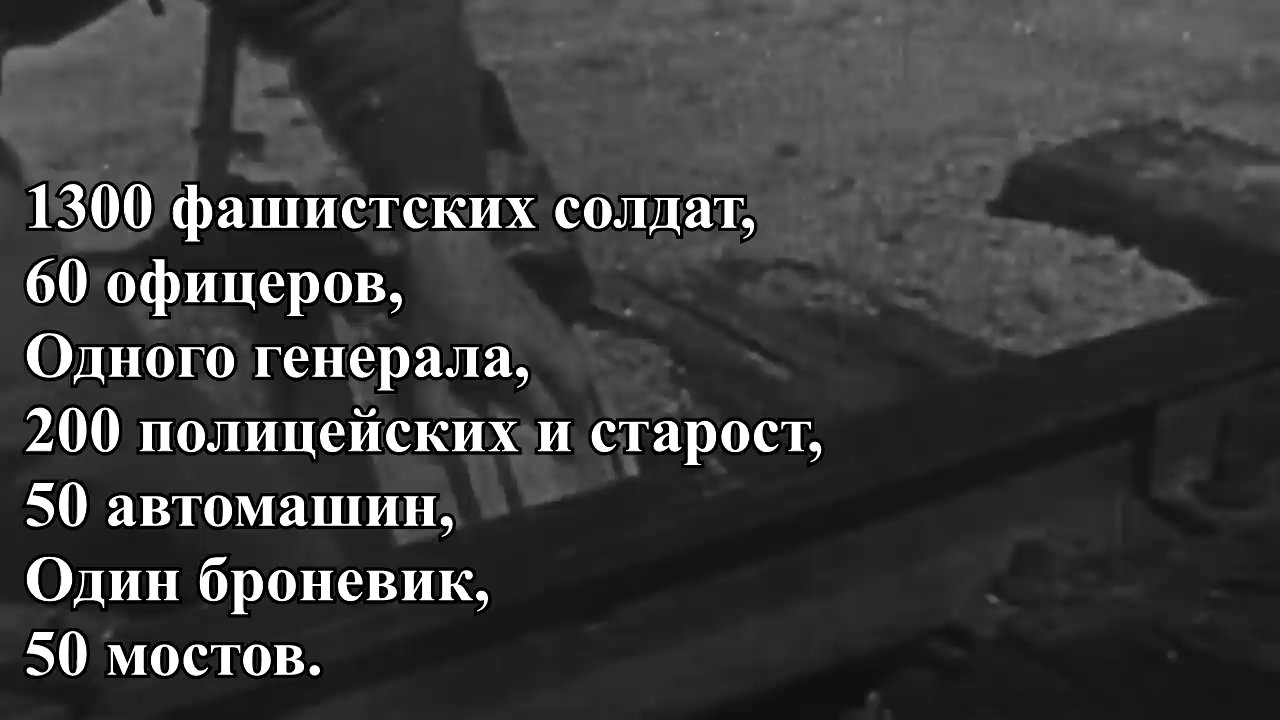 1300 фашистских солдат,
60 офицеров,
Одного генерала,
200 полицейских и старост,
50 автомашин,
Один броневик,
50 мостов.